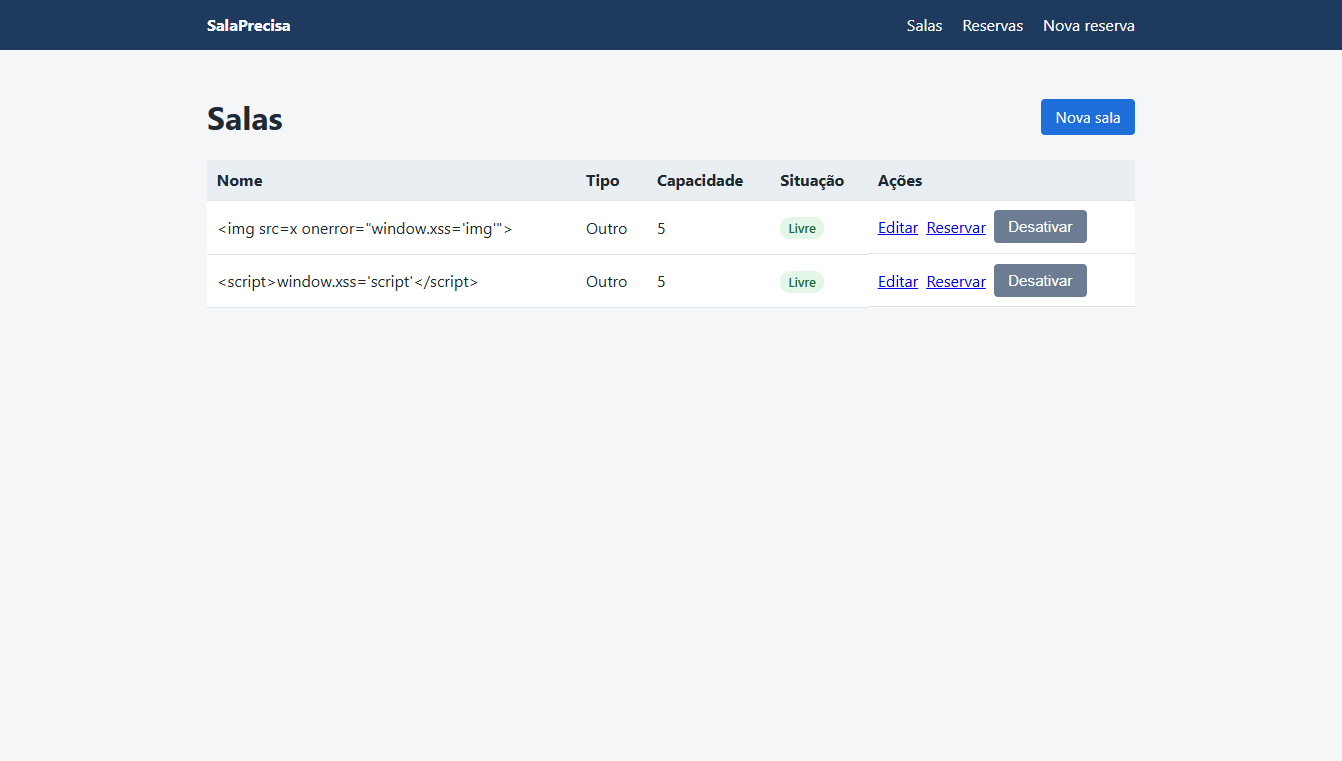 SalaPrecisa Salas Reservas Nova reserva
Salas Nova sala
Nome Tipo Capacidade Situação Ações
<img src=x onerror="window.xss='img'"> Outro 5 Livre Editar Reservar Desativar
<script>window.xss='script'</script> Outro 5 Livre Editar Reservar Desativar